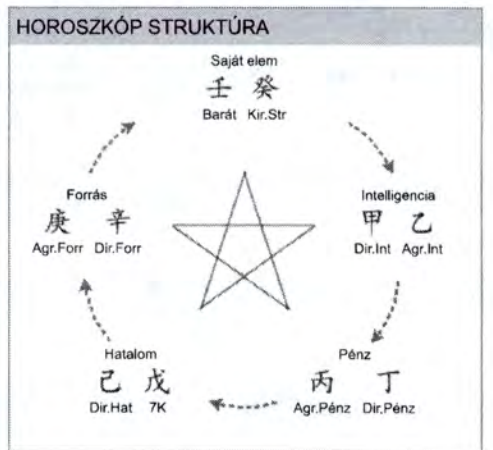 HOROSZKÓP STRUKTÚRA
Saját elem
壬 癸
Barát Kir.Str
Forrás
庚 辛
Agr.Forr Dir.Forr
Intelligencia
甲 乙
Dir.Int Agr.Int
Hatalom
己 戊
Dir.Hat 7K
Pénz
丙 丁
Agr.Pénz Dir.Pénz